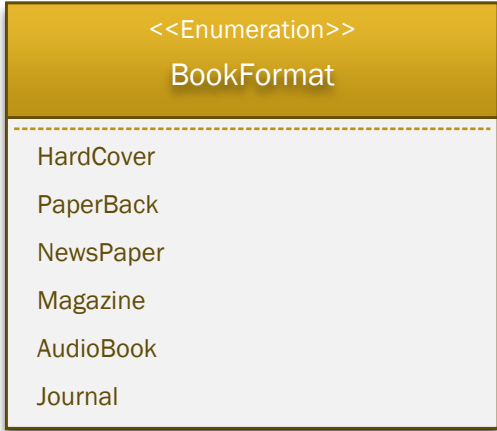 <<Enumeration>>
BookFormat
HardCover
PaperBack
NewsPaper
Magazine
AudioBook
Journal